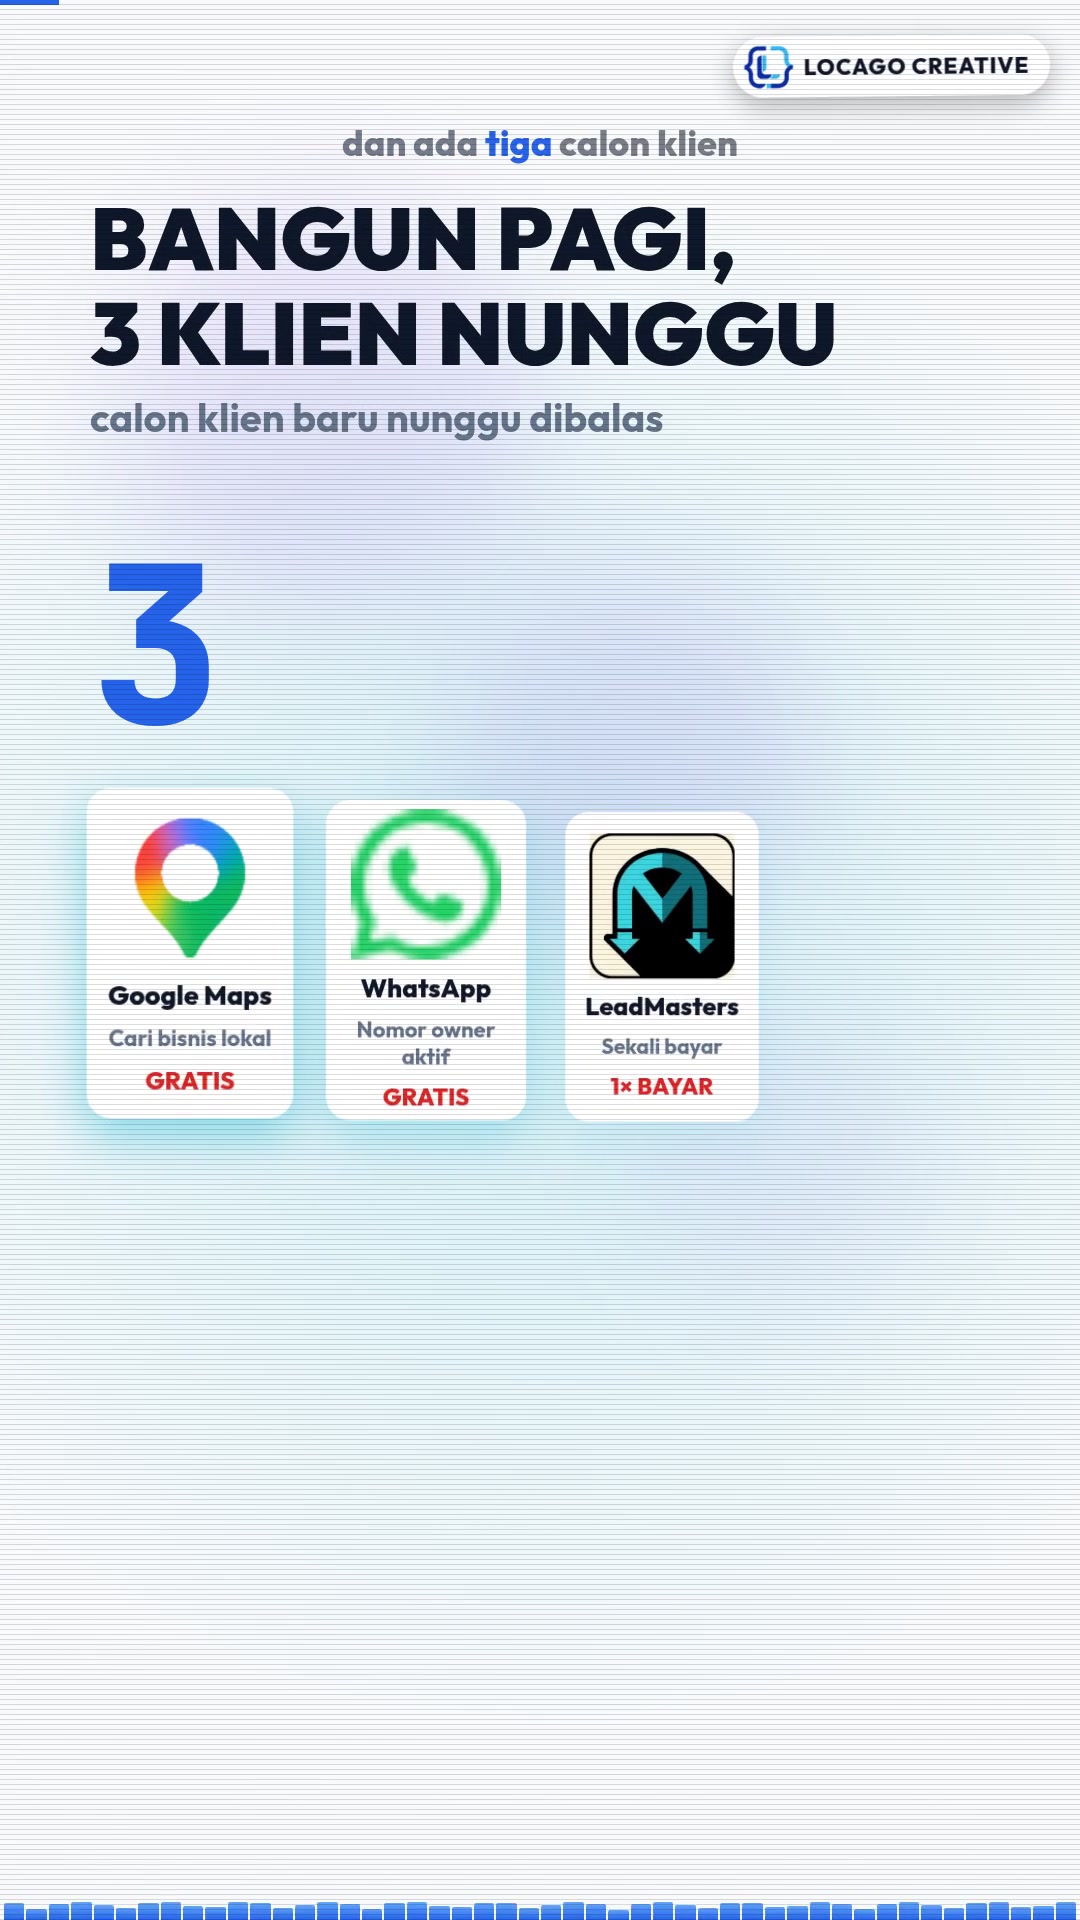 LOCAGO CREATIVE
dan ada tiga calon klien
BANGUN PAGI,
3 KLIEN NUNGGU
calon klien baru nunggu dibalas
3
Google Maps
Cari bisnis lokal
GRATIS
WhatsApp
Nomor owner
aktif
GRATIS
LeadMasters
Sekali bayar
1× BAYAR